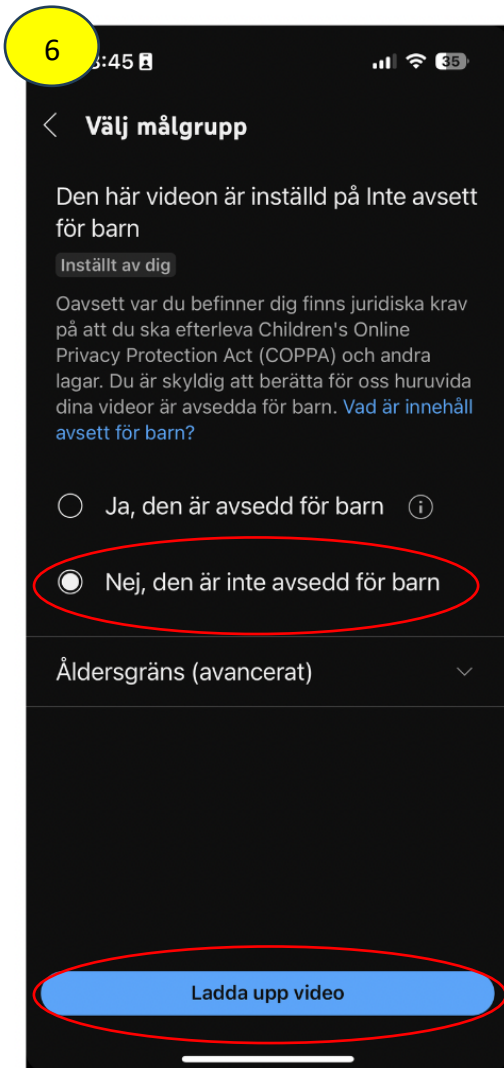 6
:45
35
Välj målgrupp
Den här videon är inställd på Inte avsett
för barn
Inställt av dig
Oavsett var du befinner dig finns juridiska krav
på att du ska efterleva Children's Online
Privacy Protection Act (COPPA) och andra
lagar. Du är skyldig att berätta för oss huruvida
dina videor är avsedda för barn. Vad är innehåll
avsett för barn?
Ja, den är avsedd för barn
Nej, den är inte avsedd för barn
Åldersgräns (avancerat)
Ladda upp video